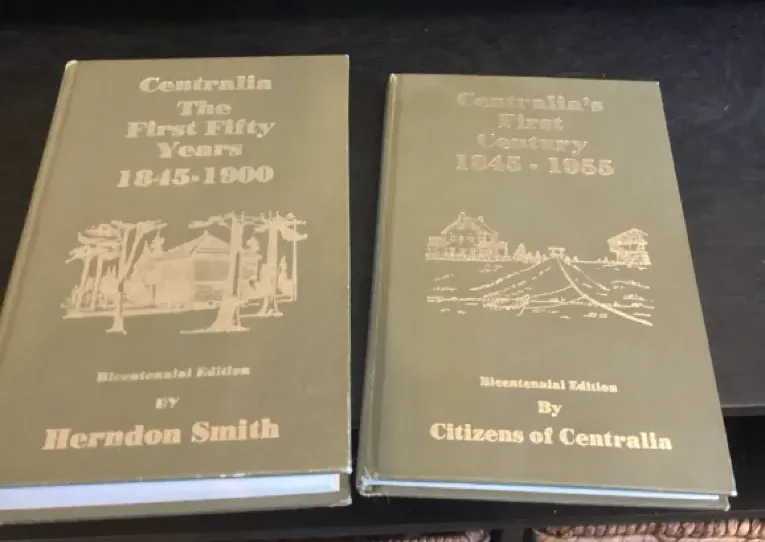 Centralia
The
First Fifty
Years
1845-1900
Bicentennial Edition
BY
Herndon Smith
Centralia's
First
Century
1845 - 1955
Bicentennial Edition
By
Citizens of Centralia